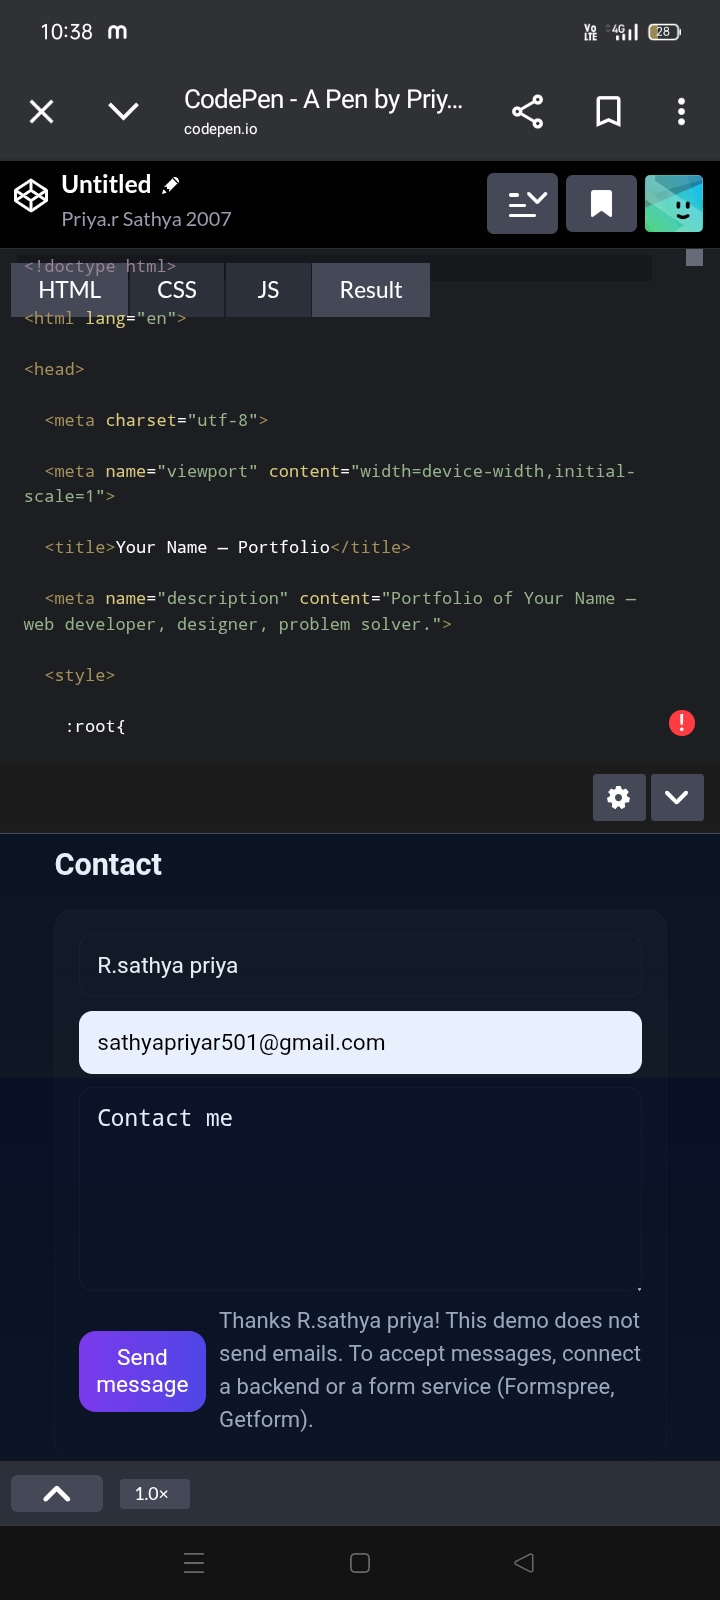 10:38 m Vo LTE 4G 28
CodePen - A Pen by Priy...
codepen.io
Untitled
Priya.r Sathya 2007
<!doctype html>
HTML CSS JS Result
<html lang="en">
<head>
<meta charset="utf-8">
<meta name="viewport" content="width=device-width,initial-
scale=1">
<title>Your Name — Portfolio</title>
<meta name="description" content="Portfolio of Your Name —
web developer, designer, problem solver.">
<style>
:root{
Contact
R.sathya priya
sathyapriyar501@gmail.com
Contact me
Thanks R.sathya priya! This demo does not
send emails. To accept messages, connect
a backend or a form service (Formspree,
Getform).
Send
message
1.0×